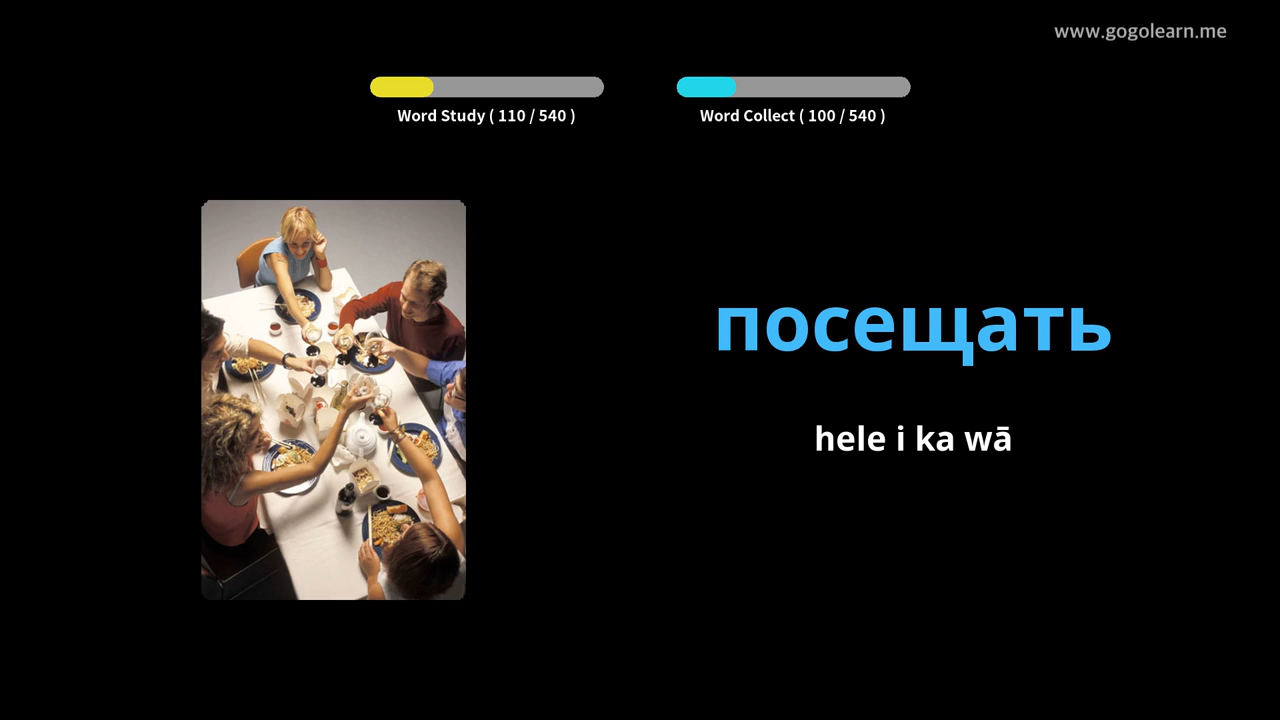 www.gogolearn.me
Word Study ( 110 / 540 )
Word Collect ( 100 / 540 )
посещать
hele i ka wā